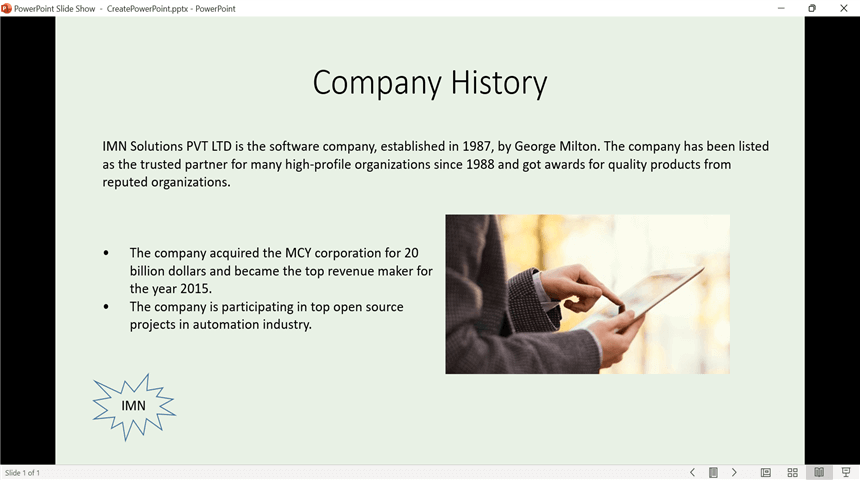 PowerPoint Slide Show - CreatePowerPoint.pptx - PowerPoint
Company History
IMN Solutions PVT LTD is the software company, established in 1987, by George Milton. The company has been listed
as the trusted partner for many high-profile organizations since 1988 and got awards for quality products from
reputed organizations.
• The company acquired the MCY corporation for 20
billion dollars and became the top revenue maker for
the year 2015.
• The company is participating in top open source
projects in automation industry.
IMN
Slide 1 of 1